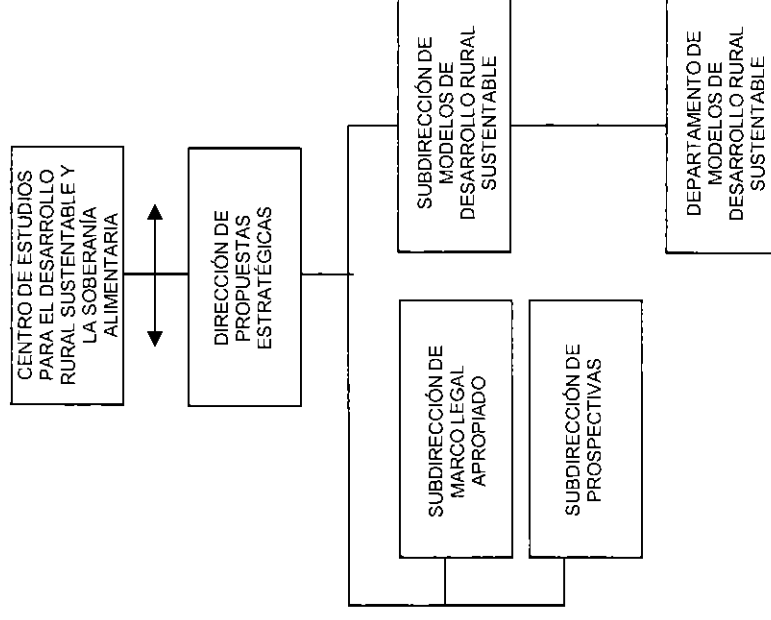 CENTRO DE ESTUDIOS
PARA EL DESARROLLO
RURAL SUSTENTABLE Y
LA SOBERANÍA
ALIMENTARIA
DIRECCIÓN DE
PROPUESTAS
ESTRATÉGICAS
SUBDIRECCIÓN DE
MARCO LEGAL
APROPIADO
SUBDIRECCIÓN DE
PROSPECTIVAS
SUBDIRECCIÓN DE
MODELOS DE
DESARROLLO RURAL
SUSTENTABLE
DEPARTAMENTO DE
MODELOS DE
DESARROLLO RURAL
SUSTENTABLE